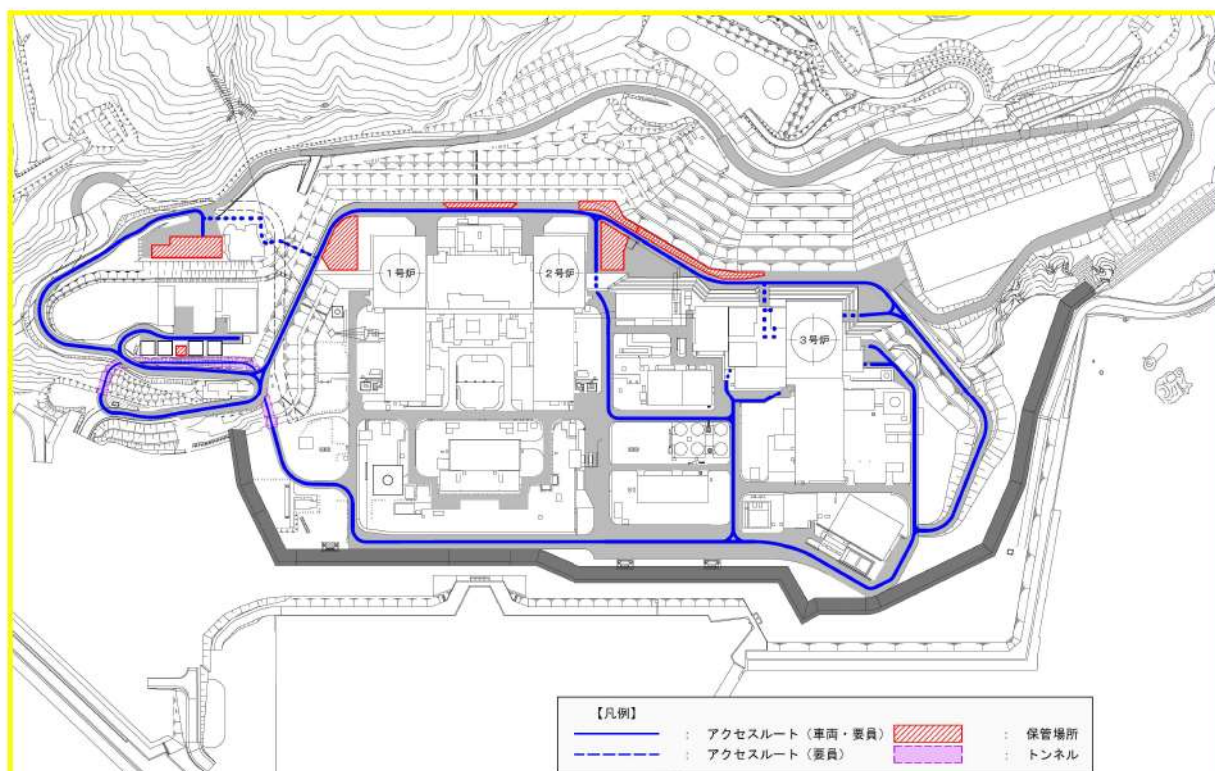 1号炉
2号炉
3号炉
【凡例】
： アクセスルート（車両・要員）
： 保管場所
： アクセスルート（要員）
： トンネル